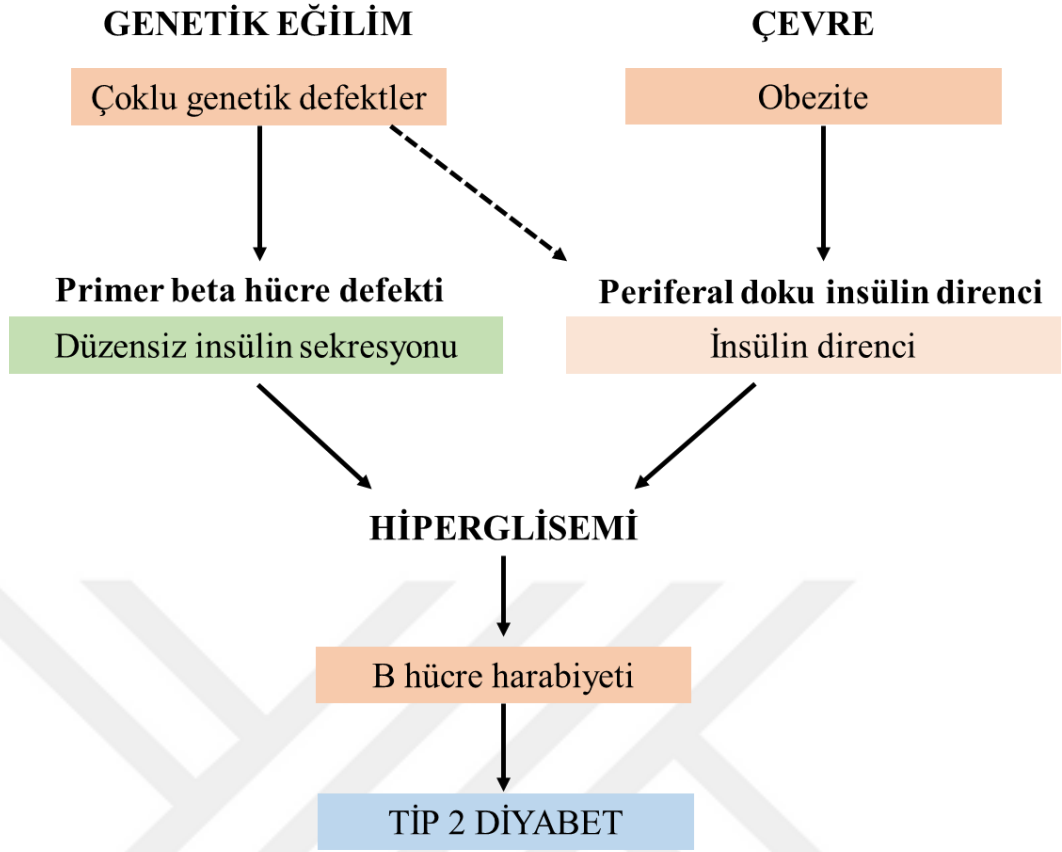 GENETİK EĞİLİM
ÇEVRE
Çoklu genetik defektler
Obezite
Primer beta hücre defekti
Periferal doku insülin direnci
Düzensiz insülin sekresyonu
İnsülin direnci
HİPERGLİSEMİ
B hücre harabiyeti
TİP 2 DİYABET